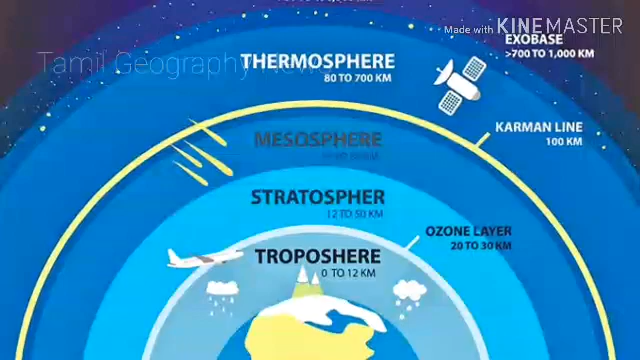 Made with KINEMASTER
EXOBASE
>700 TO 1,000 KM
Tamil Geography News
THERMOSPHERE
80 TO 700 KM
KARMAN LINE
100 KM
MESOSPHERE
STRATOSPHER
12 TO 50 KM
OZONE LAYER
20 TO 30 KM
TROPOSHERE
0 TO 12 KM